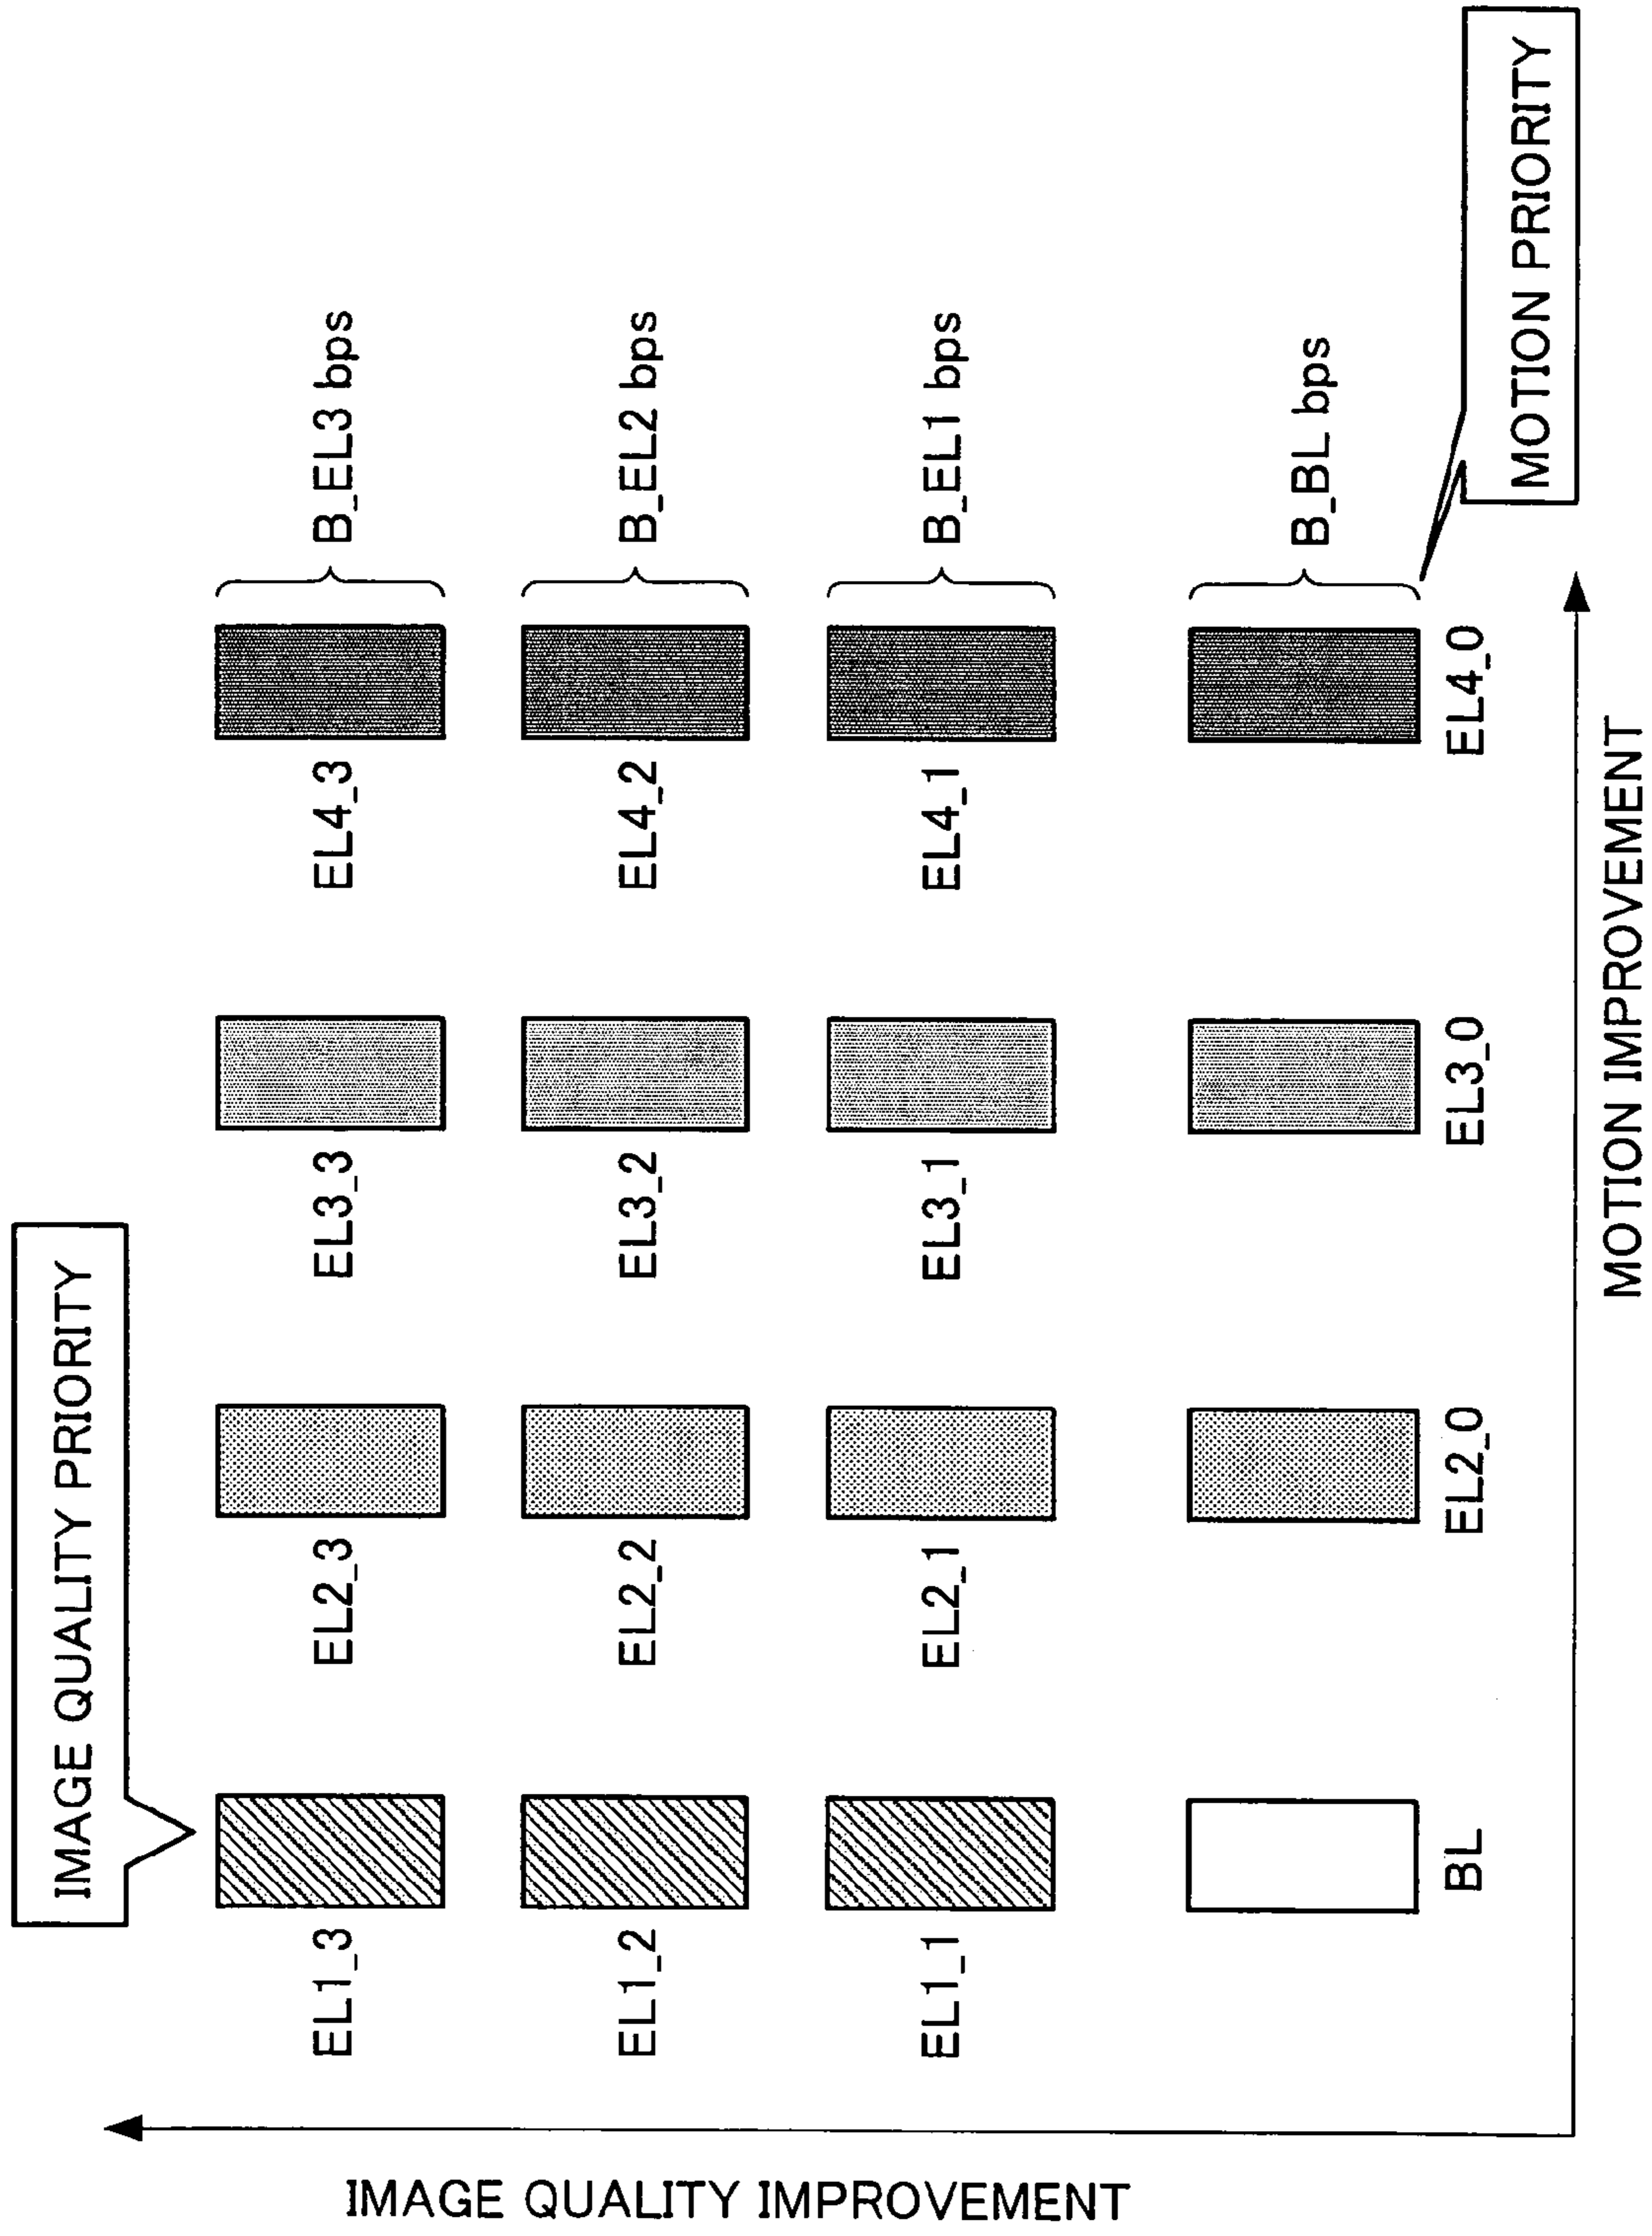 IMAGE QUALITY PRIORITY
EL1_3
EL2_3
EL3_3
EL4_3
B_EL3 bps
EL1_2
EL2_2
EL3_2
EL4_2
B_EL2 bps
EL1_1
EL2_1
EL3_1
EL4_1
B_EL1 bps
B_BL bps
BL
EL2_0
EL3_0
EL4_0
MOTION PRIORITY
IMAGE QUALITY IMPROVEMENT
MOTION IMPROVEMENT